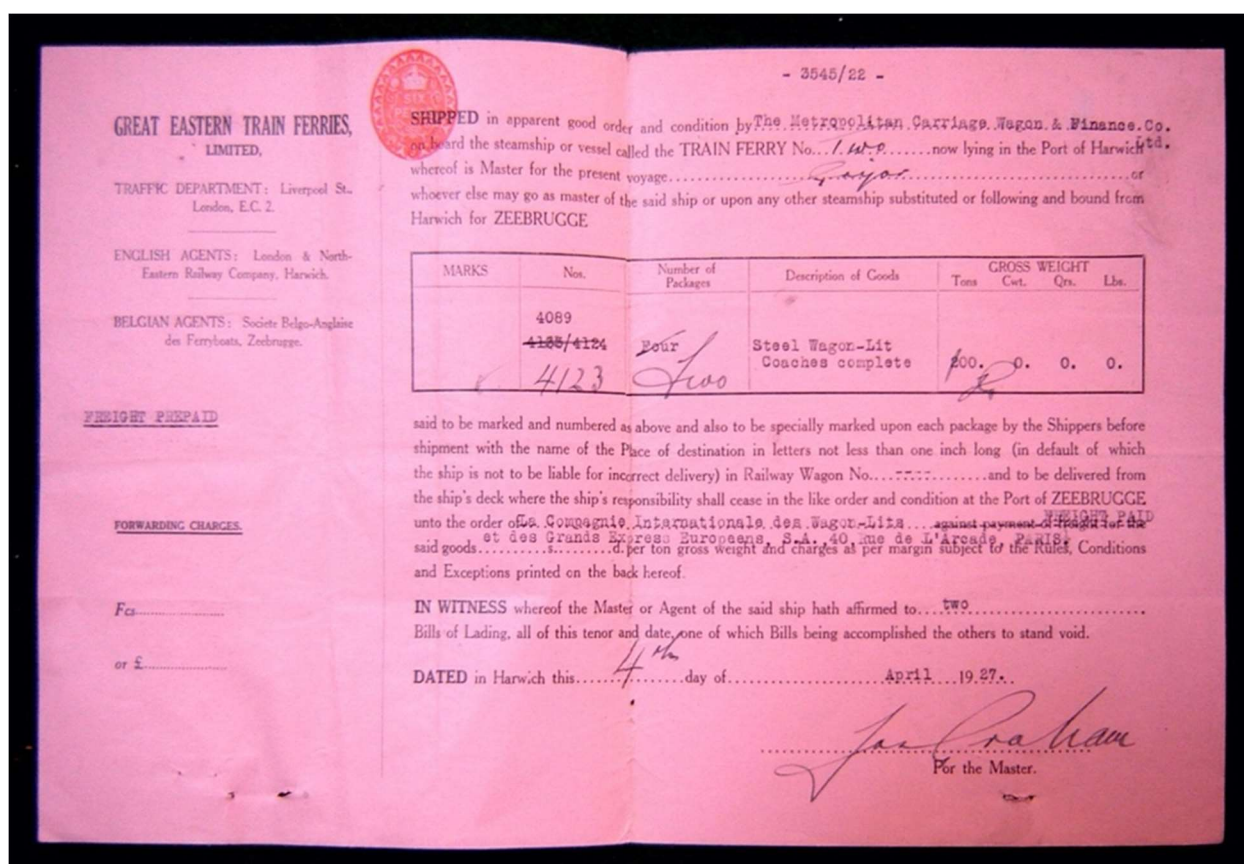 - 3545/22 -
GREAT EASTERN TRAIN FERRIES,
LIMITED.
TRAFFIC DEPARTMENT: Liverpool St.,
London, E.C. 2.
ENGLISH AGENTS: London & North-
Eastern Railway Company, Harwich.
BELGIAN AGENTS: Societe Belgo-Anglaise
des Ferryboats, Zeebrugge.
FREIGHT PREPAID
FORWARDING CHARGES.
Fcs
or £
SIX
SHIPPED in apparent good order and condition by The Metropolitan Carriage Wagon & Finance Co.
on board the steamship or vessel called the TRAIN FERRY No. Two now lying in the Port of Harwich Ltd.
whereof is Master for the present voyage or
whoever else may go as master of the said ship or upon any other steamship substituted or following and bound from
Harwich for ZEEBRUGGE
MARKS Nos. Number of Packages Description of Goods GROSS WEIGHT
Tons Cwt. Qrs. Lbs.
4089
4135/4124 Four Steel Wagon-Lit
Coaches complete 200. 0. 0. 0.
4123 Two
said to be marked and numbered as above and also to be specially marked upon each package by the Shippers before
shipment with the name of the Place of destination in letters not less than one inch long (in default of which
the ship is not to be liable for incorrect delivery) in Railway Wagon No. ---- and to be delivered from
the ship's deck where the ship's responsibility shall cease in the like order and condition at the Port of ZEEBRUGGE
FREIGHT PAID
unto the order of La Compagnie Internationale des Wagon-Lits against payment of freight for the
et des Grands Express Europeens, S.A. 40 Rue de L'Arcade, PARIS.
said goods s. d. per ton gross weight and charges as per margin subject to the Rules, Conditions
and Exceptions printed on the back hereof.
IN WITNESS whereof the Master or Agent of the said ship hath affirmed to two
Bills of Lading, all of this tenor and date, one of which Bills being accomplished the others to stand void.
DATED in Harwich this 4th day of April 1927.
Jas Graham
For the Master.